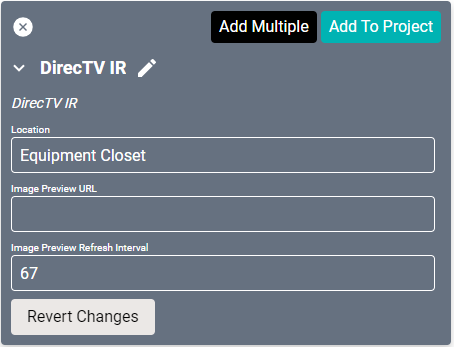 Add Multiple
Add To Project
DirecTV IR
DirecTV IR
Location
Equipment Closet
Image Preview URL
Image Preview Refresh Interval
67
Revert Changes